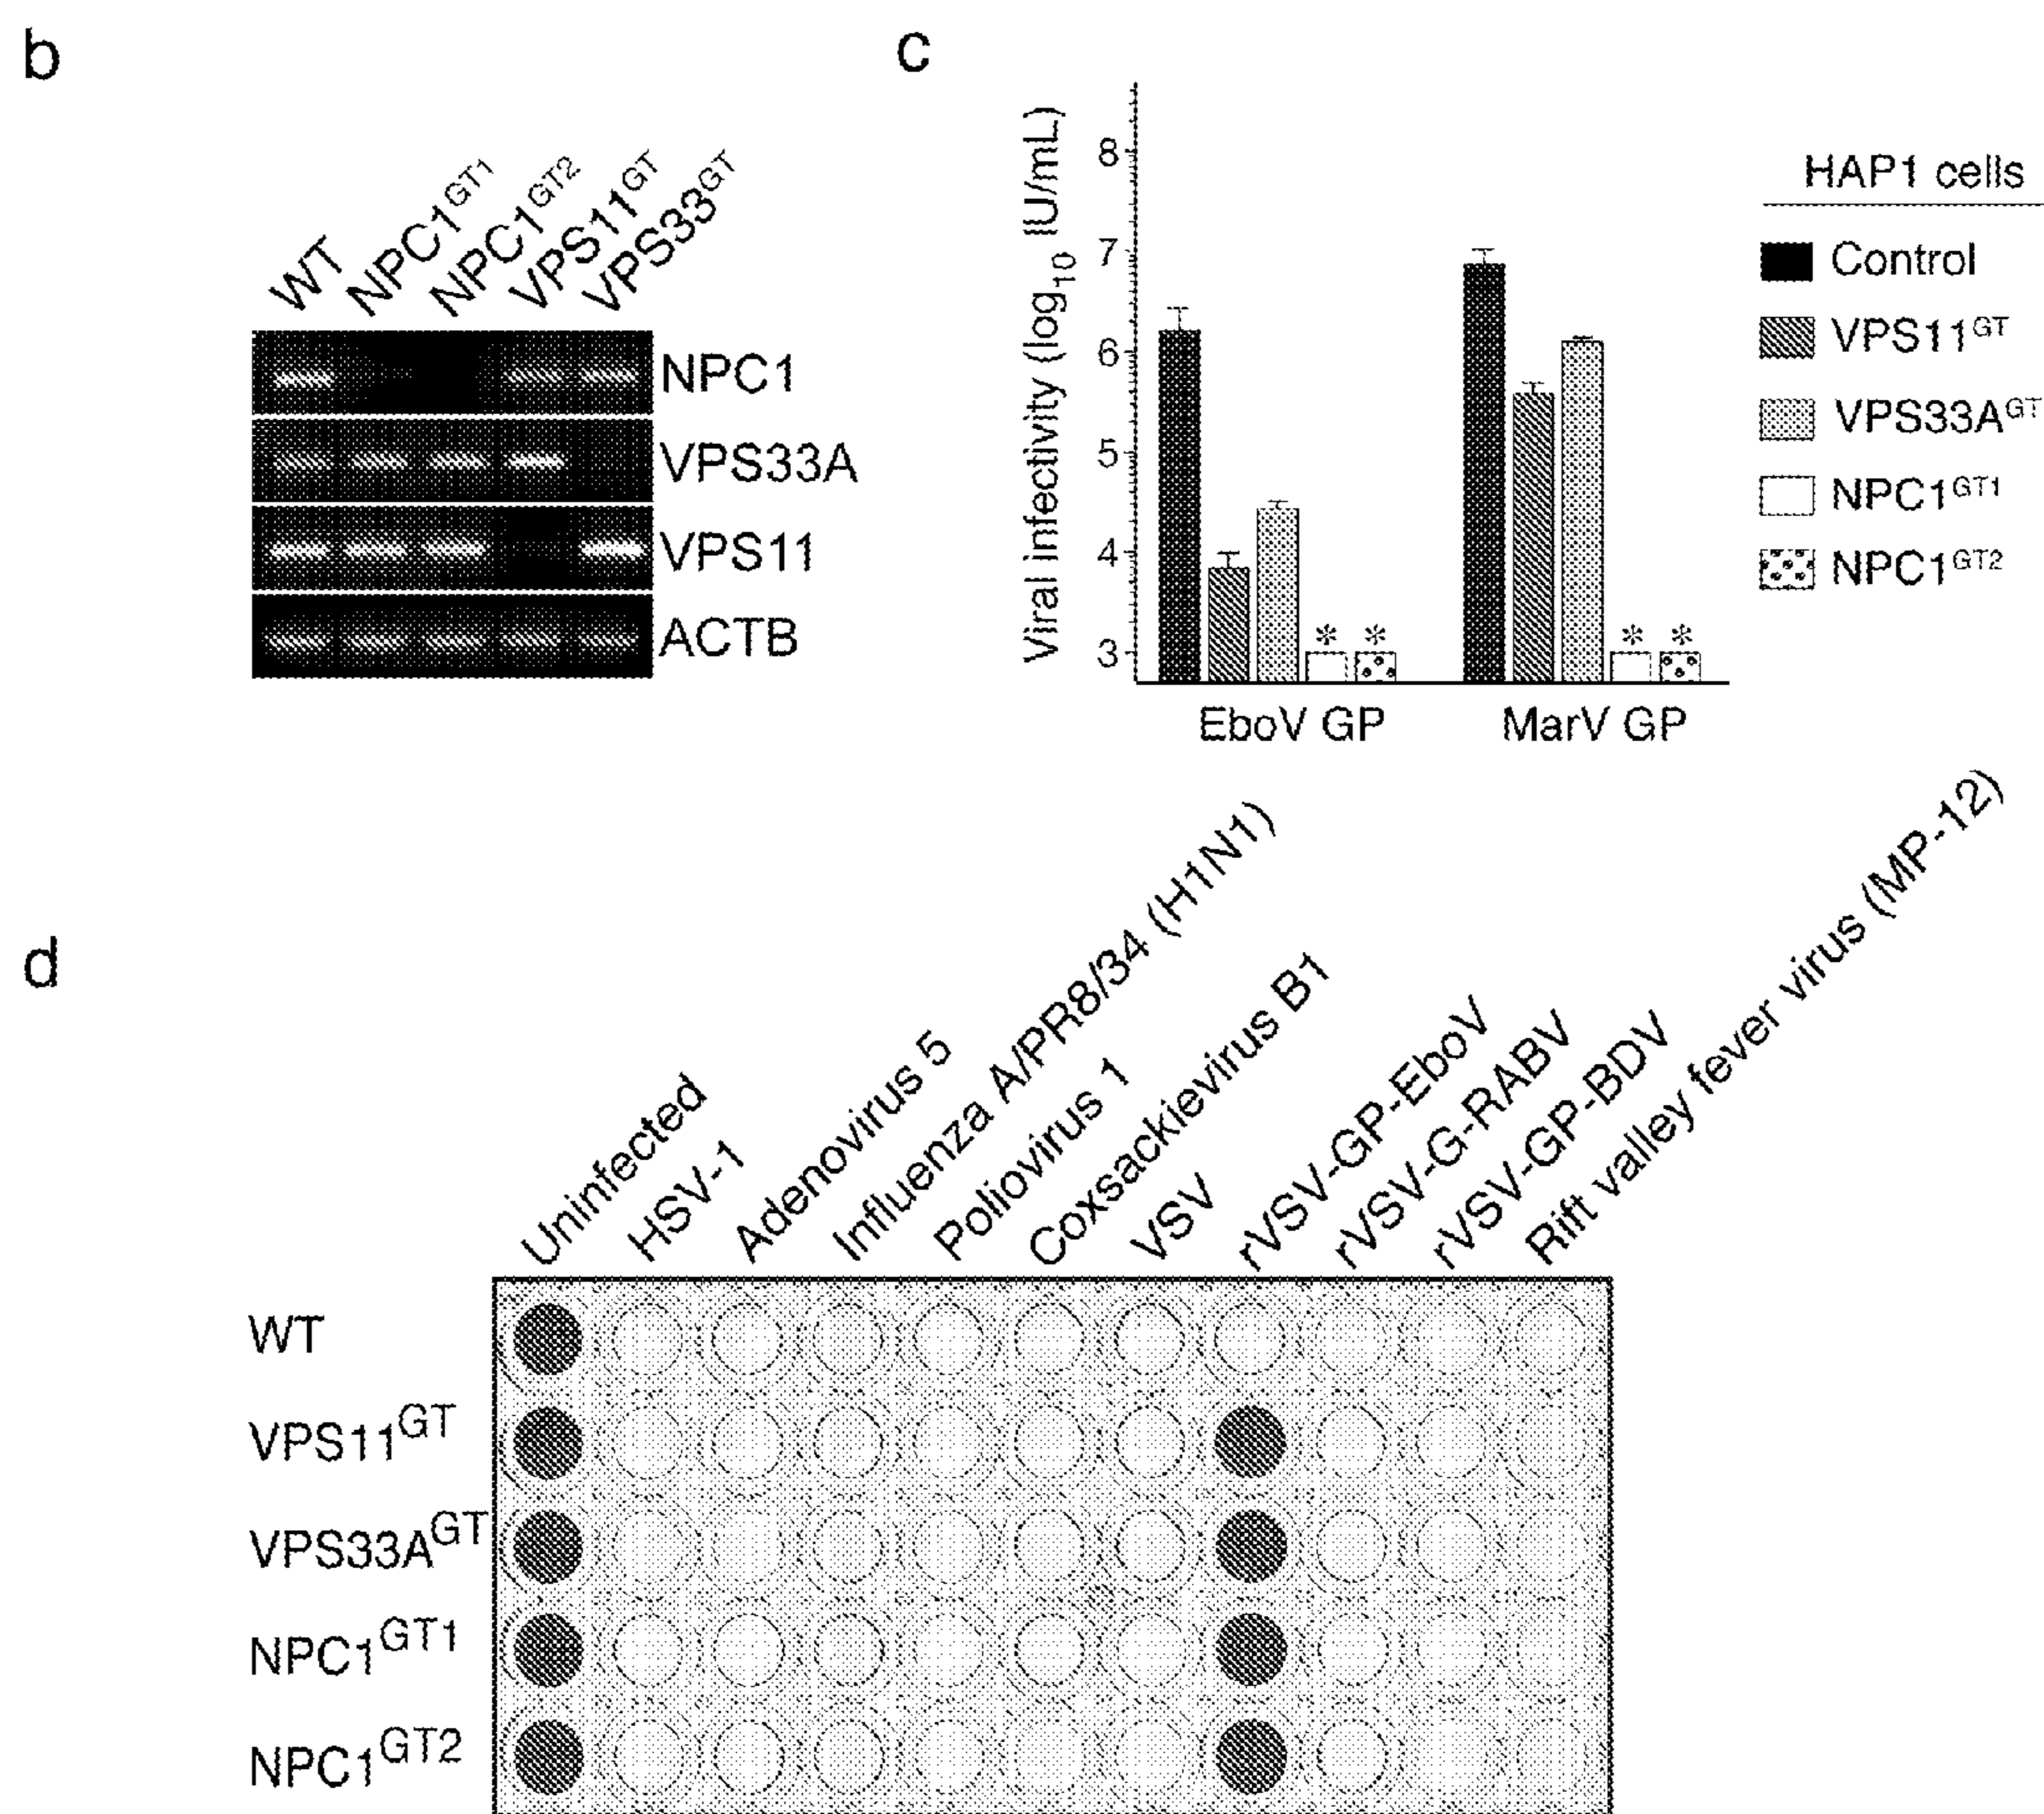 b
WT
NPC1GT1
NPC1GT2
VPS11GT
VPS33GT
NPC1
VPS33A
VPS11
ACTB
c
Viral infectivity (log10 IU/mL)
8
7
6
5
4
3
* *
* *
EboV GP
MarV GP
HAP1 cells
Control
VPS11GT
VPS33AGT
NPC1GT1
NPC1GT2
d
Uninfected
HSV-1
Adenovirus 5
Influenza A/PR8/34 (H1N1)
Poliovirus 1
Coxsackievirus B1
VSV
rVSV-GP-EboV
rVSV-G-RABV
rVSV-GP-BDV
Rift valley fever virus (MP-12)
WT
VPS11GT
VPS33AGT
NPC1GT1
NPC1GT2